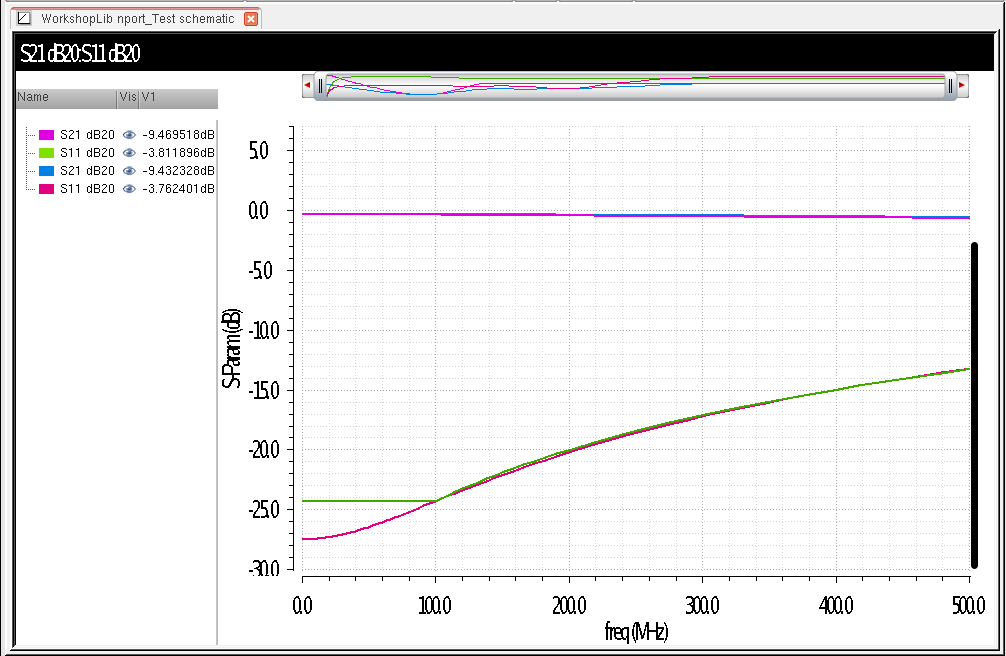 WorkshopLib nport_Test schematic
S21 dB20:S11 dB20
Name Vis V1
S21 dB20 -9.469518dB
S11 dB20 -3.811896dB
S21 dB20 -9.432328dB
S11 dB20 -3.762401dB
5.0
0.0
-5.0
-10.0
-15.0
-20.0
-25.0
-30.0
S-Param (dB)
0.0 100.0 200.0 300.0 400.0 500.0
freq (MHz)